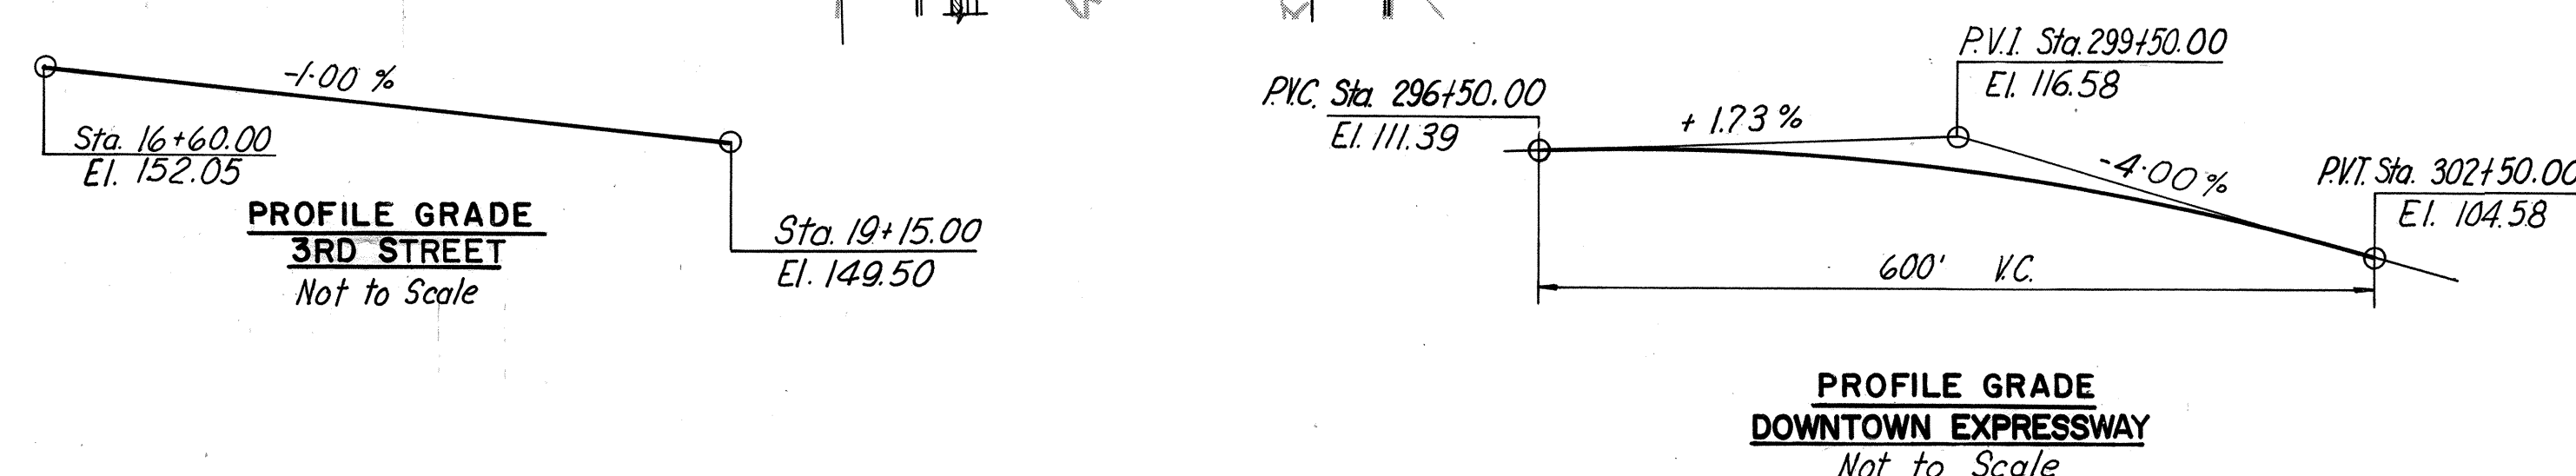 -1.00 %
Sta. 16+60.00
El. 152.05
PROFILE GRADE
3RD STREET
Not to Scale
Sta. 19+15.00
El. 149.50
P.V.C. Sta. 296+50.00
El. 111.39
+ 1.73 %
P.V.I. Sta. 299+50.00
El. 116.58
-4.00 %
P.V.T. Sta. 302+50.00
El. 104.58
600' V.C.
PROFILE GRADE
DOWNTOWN EXPRESSWAY
Not to Scale